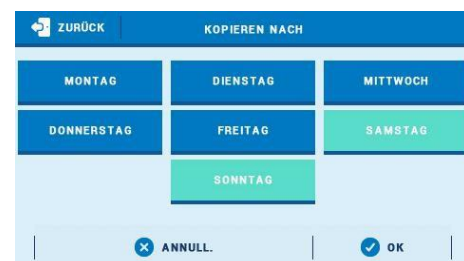 ZURÜCK KOPIEREN NACH
MONTAG DIENSTAG MITTWOCH
DONNERSTAG FREITAG SAMSTAG
SONNTAG
ANNULL. OK